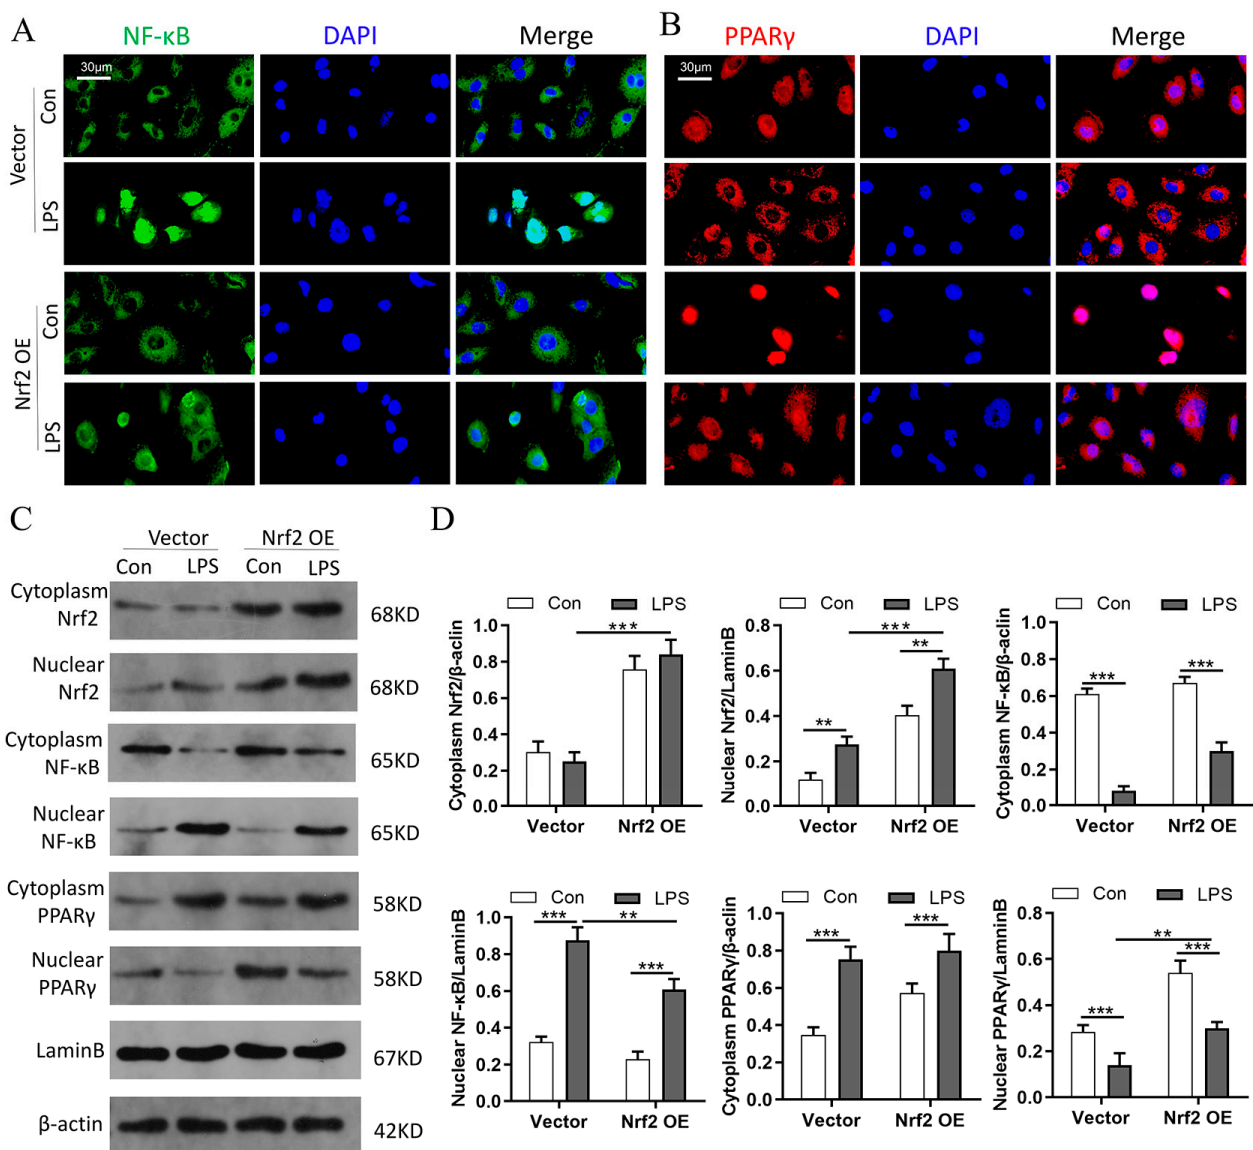 A
NF-κB
DAPI
Merge
B
PPARγ
DAPI
Merge
30μm
30μm
Vector
Con
LPS
Nrf2 OE
Con
LPS
C
Vector
Nrf2 OE
Con
LPS
Con
LPS
Cytoplasm
Nrf2
68KD
Nuclear
Nrf2
68KD
Cytoplasm
NF-κB
65KD
Nuclear
NF-κB
65KD
Cytoplasm
PPARγ
58KD
Nuclear
PPARγ
58KD
LaminB
67KD
β-actin
42KD
D
Con
LPS
Cytoplasm Nrf2/β-aclin
1.0
0.8
0.6
0.4
0.2
0.0
***
Vector
Nrf2 OE
Con
LPS
Nuclear Nrf2/LaminB
0.8
0.6
0.4
0.2
0.0
***
**
**
Vector
Nrf2 OE
Con
LPS
Cytoplasm NF-κB/β-aclin
1.0
0.8
0.6
0.4
0.2
0.0
***
***
Vector
Nrf2 OE
Con
LPS
Nuclear NF-κB/LaminB
1.0
0.8
0.6
0.4
0.2
0.0
***
**
***
Vector
Nrf2 OE
Con
LPS
Cytoplasm PPARγ/β-aclin
1.0
0.8
0.6
0.4
0.2
0.0
***
***
Vector
Nrf2 OE
Con
LPS
Nuclear PPARγ/LamninB
0.8
0.6
0.4
0.2
0.0
**
***
***
Vector
Nrf2 OE